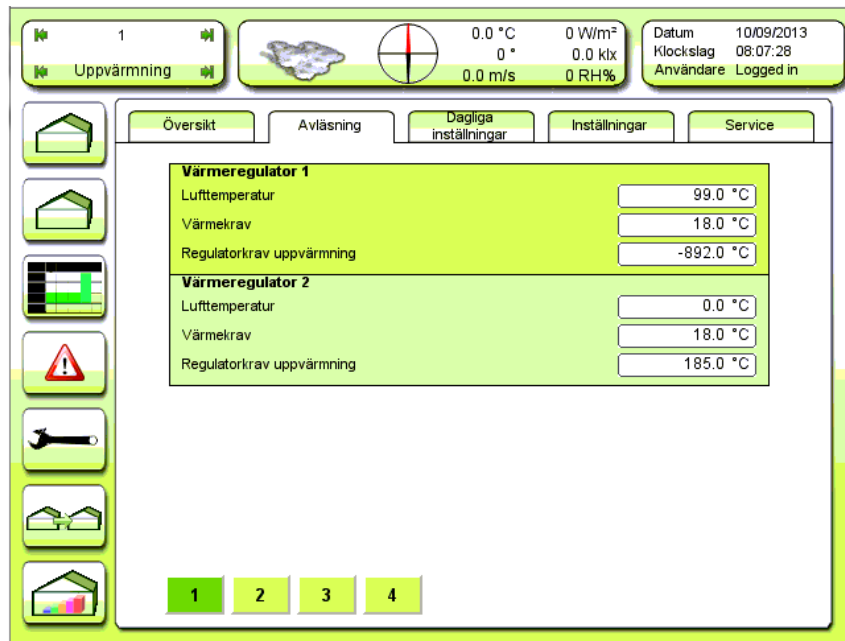 1
Uppvärmning
0.0 °C
0 °
0.0 m/s
0 W/m²
0.0 klx
0 RH%
Datum 10/09/2013
Klockslag 08:07:28
Användare Logged in
Översikt
Avläsning
Dagliga
inställningar
Inställningar
Service
Värmeregulator 1
Lufttemperatur 99.0 °C
Värmekrav 18.0 °C
Regulatorkrav uppvärmning -892.0 °C
Värmeregulator 2
Lufttemperatur 0.0 °C
Värmekrav 18.0 °C
Regulatorkrav uppvärmning 185.0 °C
1 2 3 4